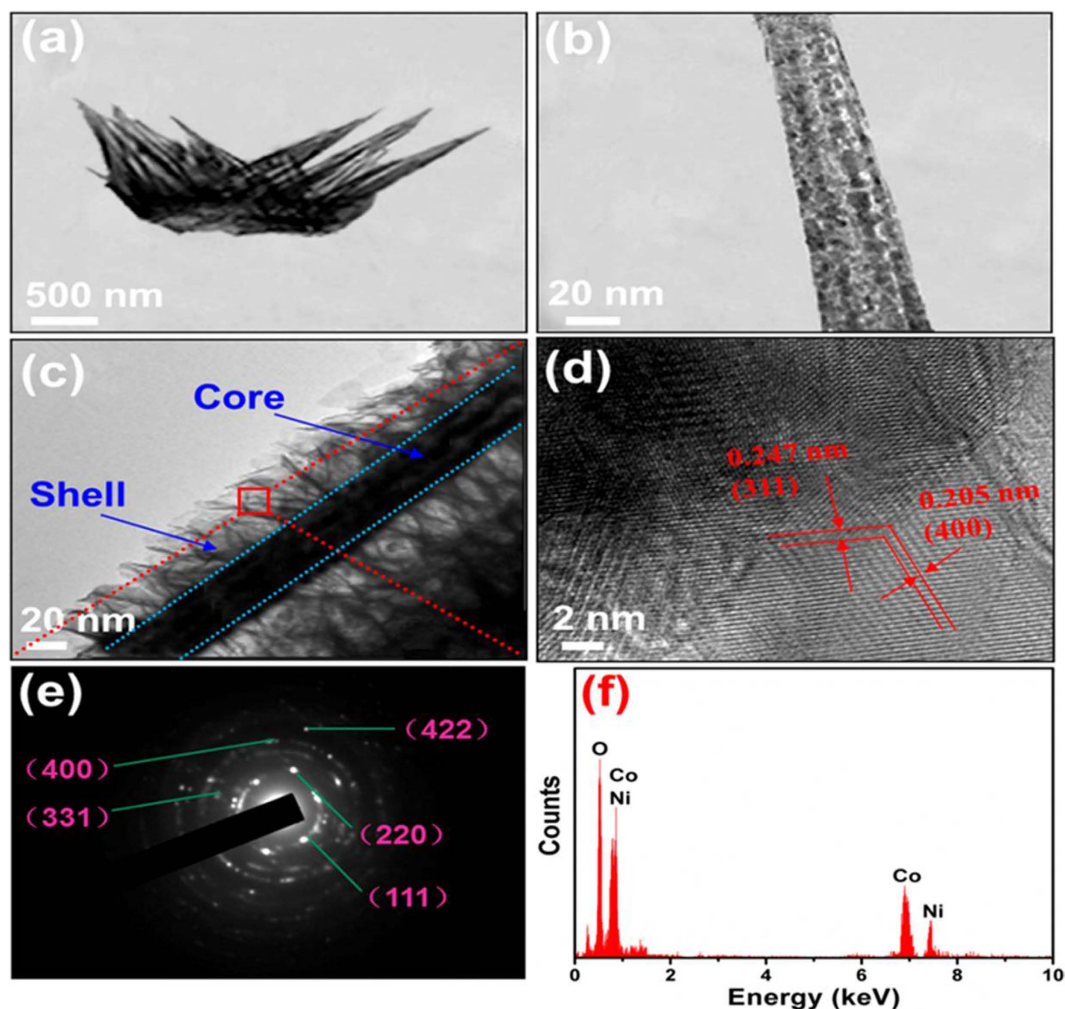 (a)
500 nm
(b)
20 nm
(c)
Core
Shell
20 nm
(d)
0.247 nm
(311)
0.205 nm
(400)
2 nm
(e)
(422)
(400)
(331)
(220)
(111)
(f)
O
Co
Ni
Co
Ni
Counts
0 2 4 6 8 10
Energy (keV)